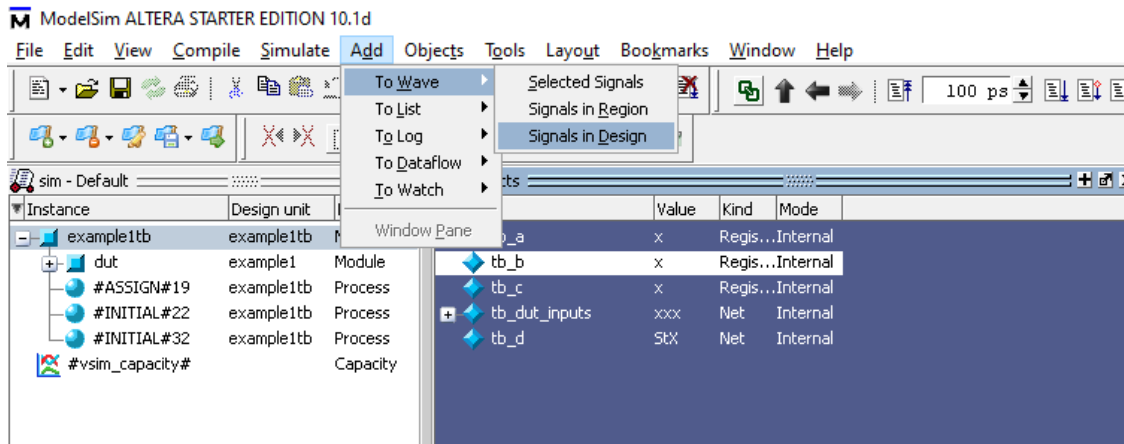 ModelSim ALTERA STARTER EDITION 10.1d
File Edit View Compile Simulate Add Objects Tools Layout Bookmarks Window Help
To Wave
Selected Signals
100 ps
To List
Signals in Region
To Log
Signals in Design
To Dataflow
sim - Default
To Watch
Instance Design unit Value Kind Mode
Window Pane
example1tb example1tb Regis...Internal
dut example1 Module tb_b x Regis...Internal
#ASSIGN#19 example1tb Process tb_c x Regis...Internal
#INITIAL#22 example1tb Process tb_dut_inputs xxx Net Internal
#INITIAL#32 example1tb Process tb_d StX Net Internal
#vsim_capacity# Capacity